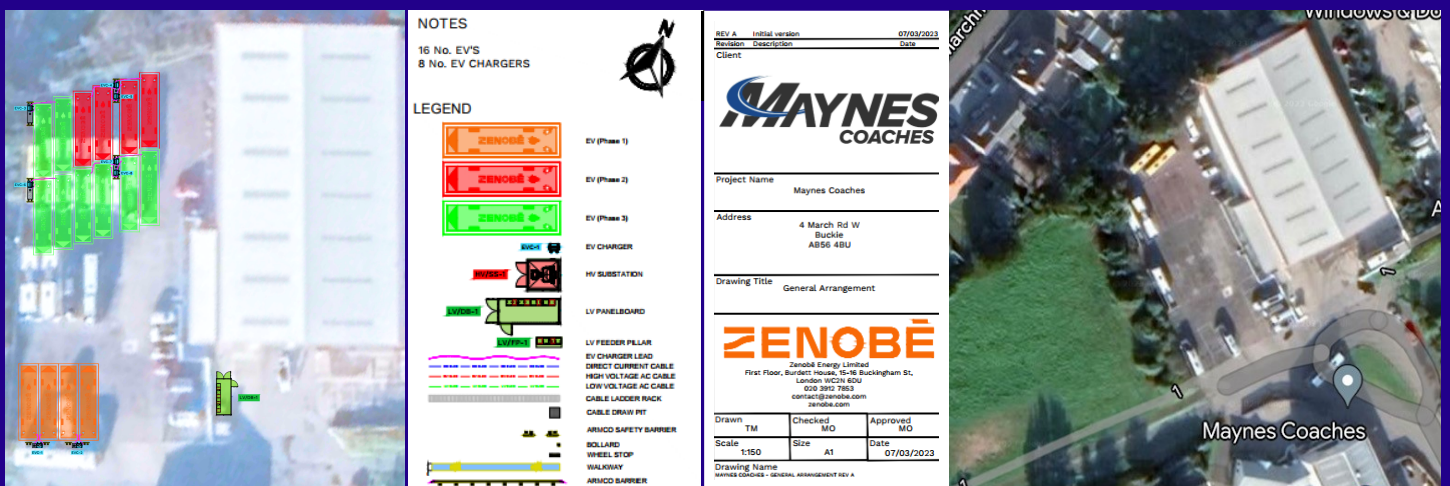 NOTES
16 No. EV'S
8 No. EV CHARGERS
N
LEGEND
ZENOBĒ
EV (Phase 1)
ZENOBĒ
EV (Phase 2)
ZENOBĒ
EV (Phase 3)
EVC-1
EV CHARGER
HV/SS-1
HV SUBSTATION
LV/DB-1
LV PANELBOARD
LV/FP-1
LV FEEDER PILLAR
EV CHARGER LEAD
DIRECT CURRENT CABLE
HIGH VOLTAGE AC CABLE
LOW VOLTAGE AC CABLE
CABLE LADDER RACK
CABLE DRAW PIT
ARMCO SAFETY BARRIER
BOLLARD
WHEEL STOP
WALKWAY
ARMCO BARRIER
REV A Initial version 07/03/2023
Revision Description Date
Client
MAYNES
COACHES
Project Name
Maynes Coaches
Address
4 March Rd W
Buckie
AB56 4BU
Drawing Title
General Arrangement
ZENOBĒ
Zenobē Energy Limited
First Floor, Burdett House, 15-16 Buckingham St,
London WC2N 6DU
020 3912 7853
contact@zenobe.com
zenobe.com
Drawn Checked Approved
TM MO MO
Scale Size Date
1:150 A1 07/03/2023
Drawing Name
MAYNES COACHES - GENERAL ARRANGEMENT REV A
Windows & Do
1
1
Maynes Coaches
1